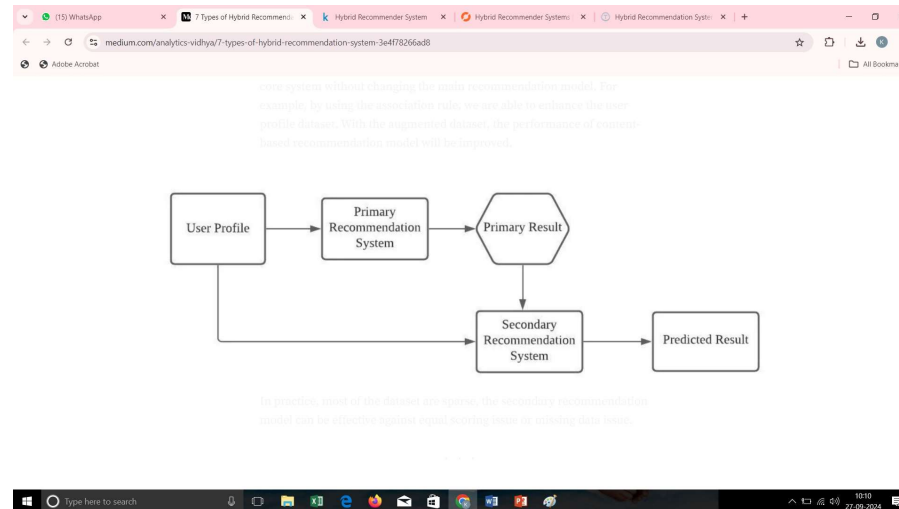 (15) WhatsApp
7 Types of Hybrid Recommend
Hybrid Recommender System
Hybrid Recommender Systems
Hybrid Recommendation Syste
medium.com/analytics-vidhya/7-types-of-hybrid-recommendation-system-3e4f78266ad8
K
Adobe Acrobat
All Bookma
your system without changing the main recommendation model. For
example, by using the association rule, we are able to enhance the user
profile dataset. With the augmented dataset, the performance of content-
based recommendation model will be improved.
User Profile
Primary
Recommendation
System
Primary Result
Secondary
Recommendation
System
Predicted Result
In practice, most of the dataset are sparse, the secondary recommendation
model can be effective against equal scoring issue or missing data issue.
Type here to search
10:10
27-09-2024